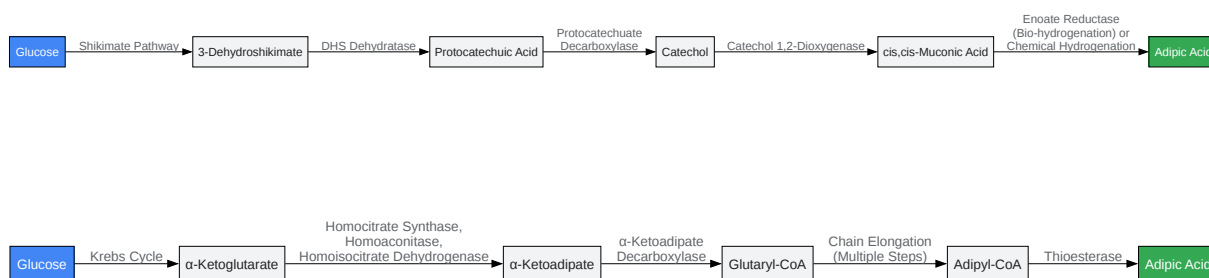 Glucose
Shikimate Pathway
3-Dehydroshikimate
DHS Dehydratase
Protocatechuic Acid
Protocatechuate
Decarboxylase
Catechol
Catechol 1,2-Dioxygenase
cis,cis-Muconic Acid
Enoate Reductase
(Bio-hydrogenation) or
Chemical Hydrogenation
Adipic Acid
Glucose
Krebs Cycle
α-Ketoglutarate
Homocitrate Synthase,
Homoaconitase,
Homoisocitrate Dehydrogenase
α-Ketoadipate
α-Ketoadipate
Decarboxylase
Glutaryl-CoA
Chain Elongation
(Multiple Steps)
Adipyl-CoA
Thioesterase
Adipic Acid